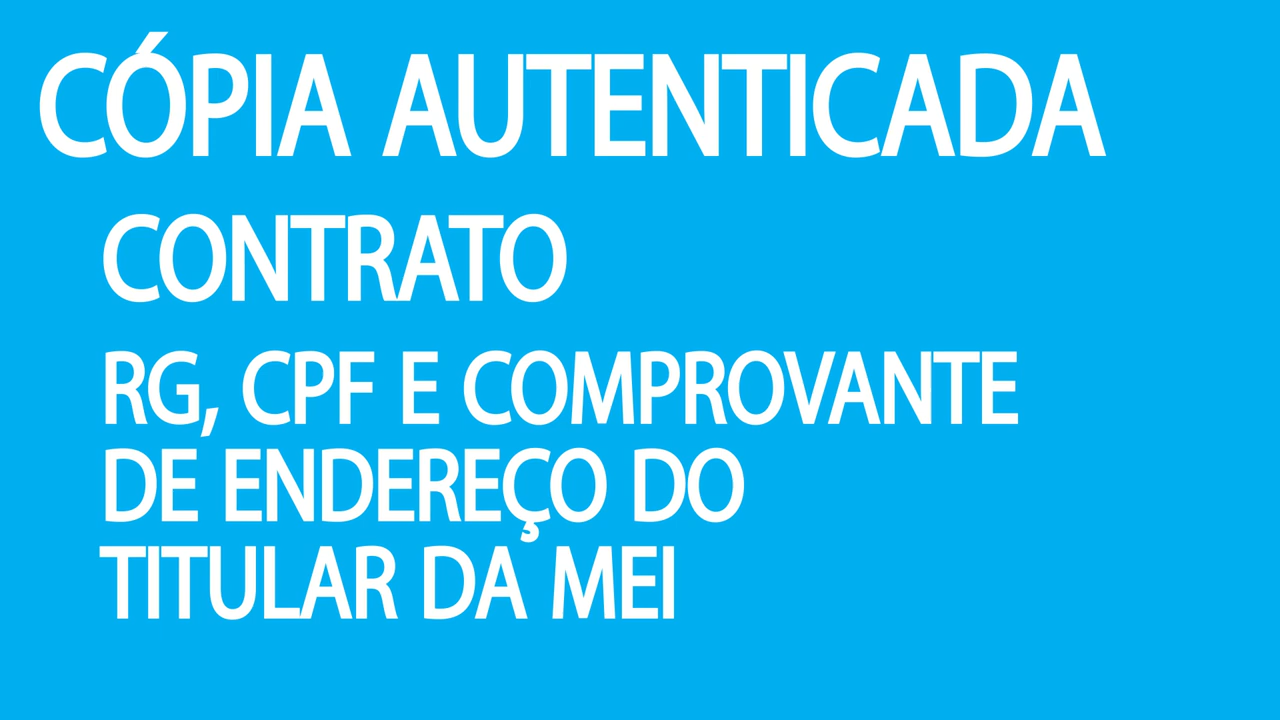 CÓPIA AUTENTICADA
CONTRATO
RG, CPF E COMPROVANTE
DE ENDEREÇO DO
TITULAR DA MEI